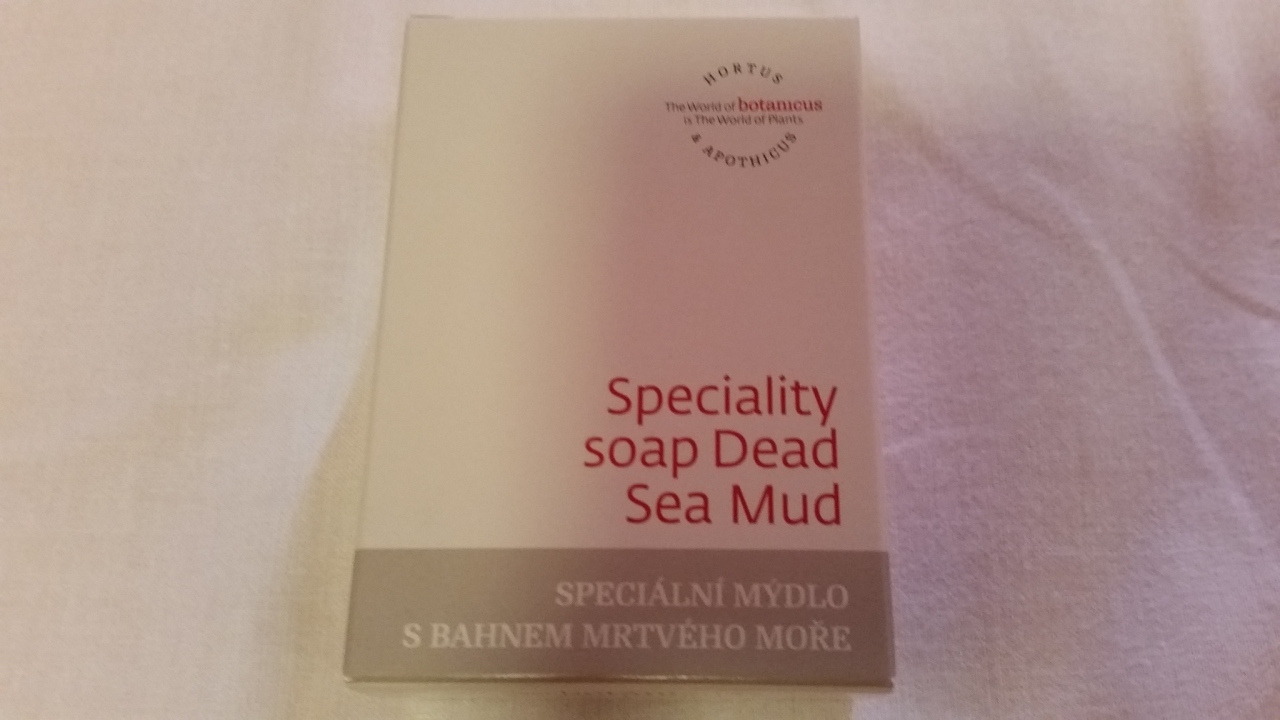 HORTUS
The World of botanicus
is The World of Plants
& APOTHICUS
Speciality
soap Dead
Sea Mud
SPECIÁLNÍ MÝDLO
S BAHNEM MRTVÉHO MOŘE